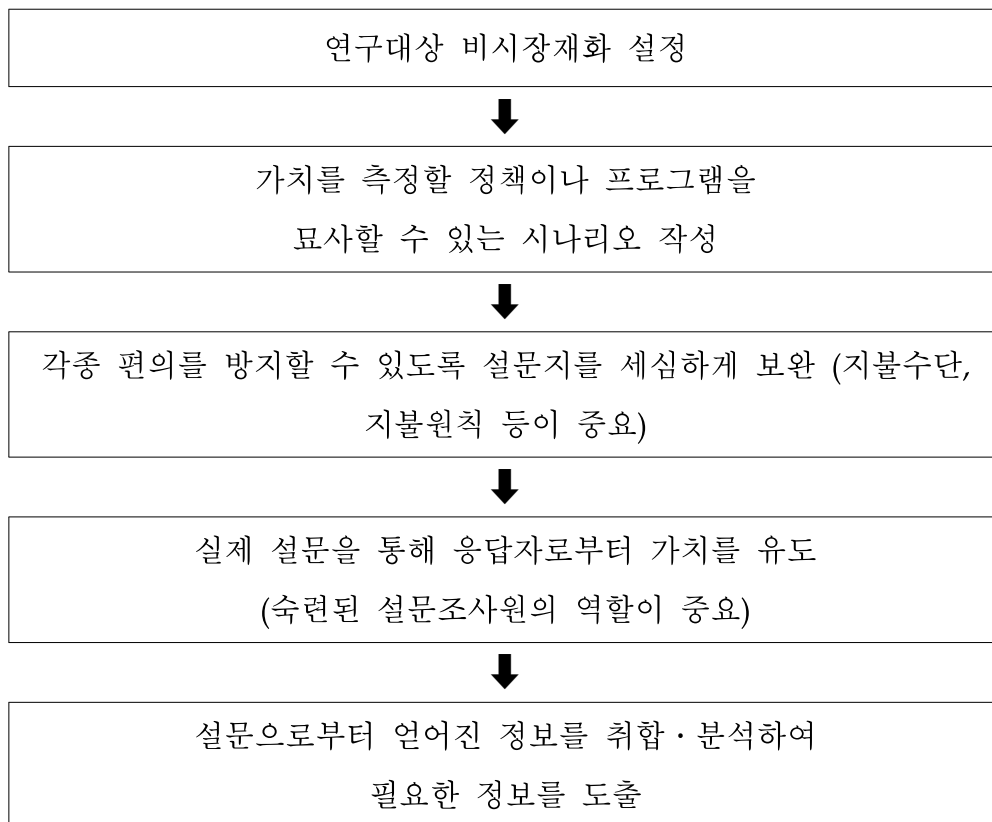 연구대상 비시장재화 설정
가치를 측정할 정책이나 프로그램을
묘사할 수 있는 시나리오 작성
각종 편의를 방지할 수 있도록 설문지를 세심하게 보완 (지불수단,
지불원칙 등이 중요)
실제 설문을 통해 응답자로부터 가치를 유도
(숙련된 설문조사원의 역할이 중요)
설문으로부터 얻어진 정보를 취합·분석하여
필요한 정보를 도출